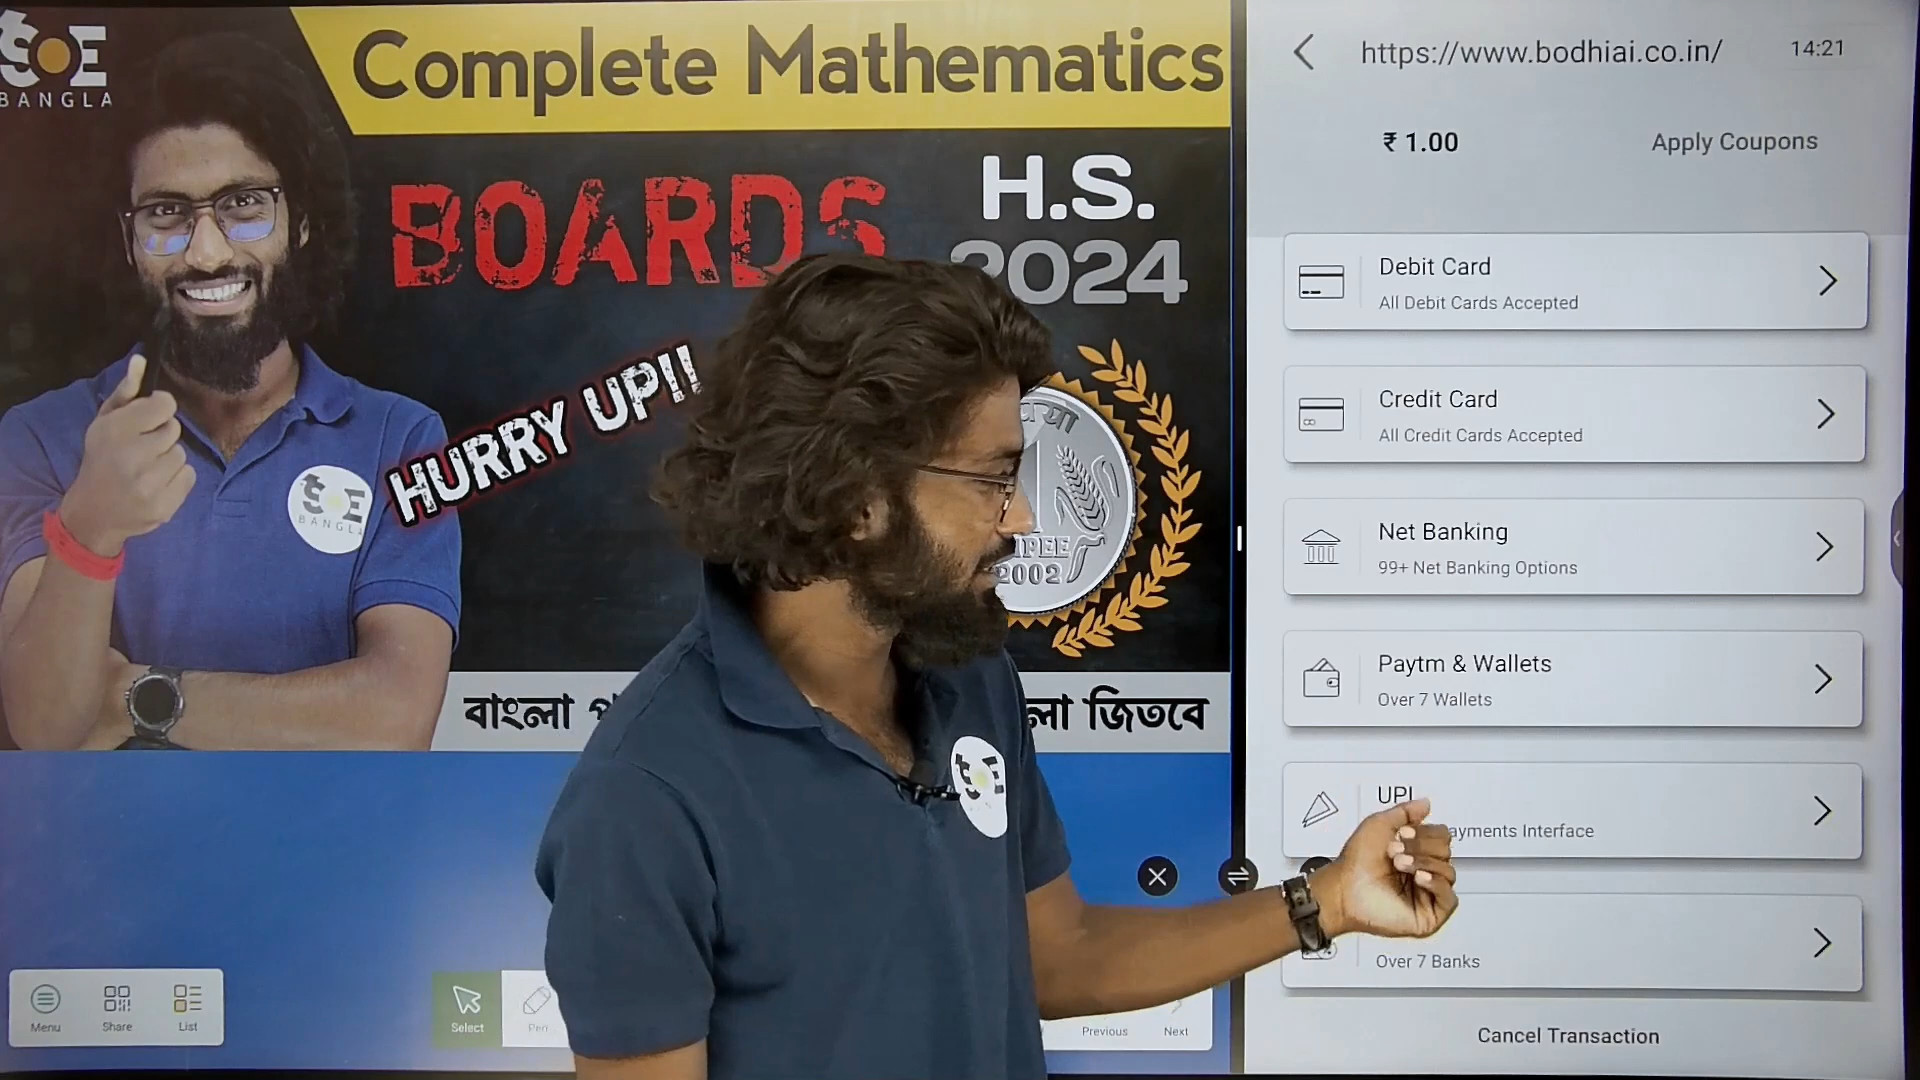 SOE
BANGLA
Complete Mathematics
BOARDS
H.S.
2024
HURRY UP!!
SOE
BANGLA
2002
বাংলা
জিতবে
Menu
Share
List
Select
Pen
Previous
Next
https://www.bodhiai.co.in/
14:21
₹ 1.00
Apply Coupons
Debit Card
All Debit Cards Accepted
Credit Card
All Credit Cards Accepted
Net Banking
99+ Net Banking Options
Paytm & Wallets
Over 7 Wallets
UPI
Interface
Over 7 Banks
Cancel Transaction